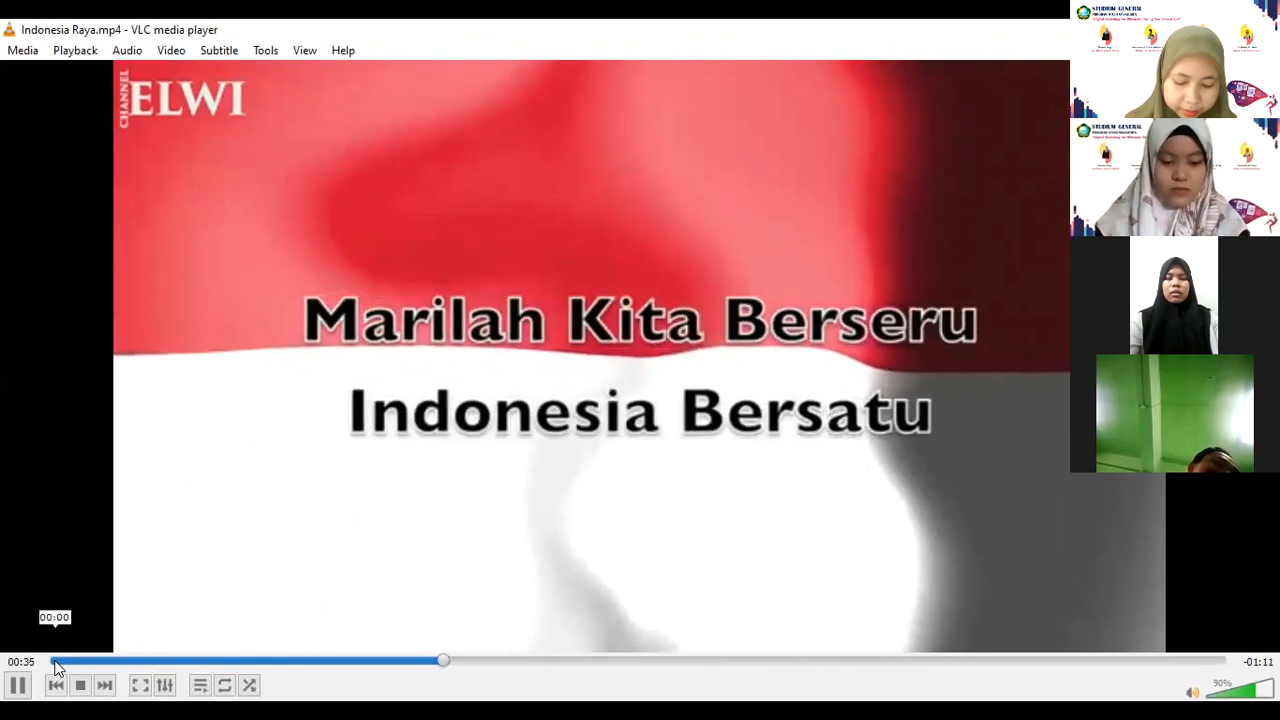 Indonesia Raya.mp4 - VLC media player
Media Playback Audio Video Subtitle Tools View Help
CHANNEL
ELWI
Marilah Kita Berseru
Indonesia Bersatu
00:00
00:35
-01:11
90%
STUDIUM GENERAL
STUDIUM GENERAL